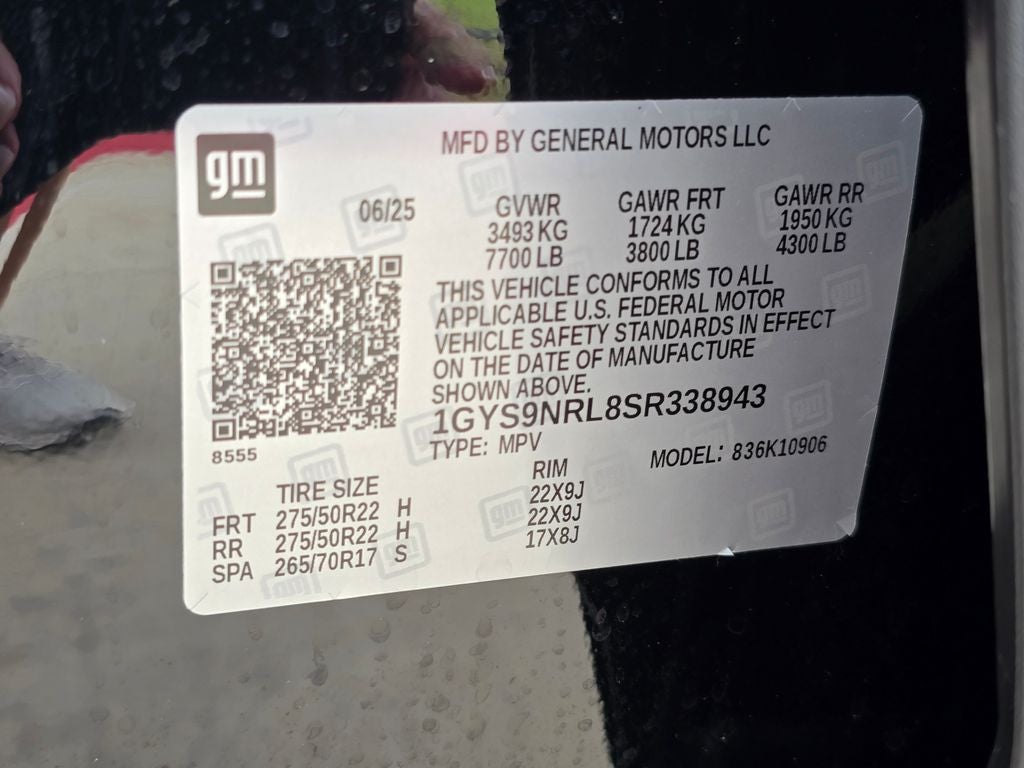 gm
MFD BY GENERAL MOTORS LLC
06/25 GVWR GAWR FRT GAWR RR
3493 KG 1724 KG 1950 KG
7700 LB 3800 LB 4300 LB
THIS VEHICLE CONFORMS TO ALL
APPLICABLE U.S. FEDERAL MOTOR
VEHICLE SAFETY STANDARDS IN EFFECT
ON THE DATE OF MANUFACTURE
SHOWN ABOVE.
1GYS9NRL8SR338943
8555 TYPE: MPV MODEL: 836K10906
TIRE SIZE RIM
FRT 275/50R22 H 22X9J
RR 275/50R22 H 22X9J
SPA 265/70R17 S 17X8J